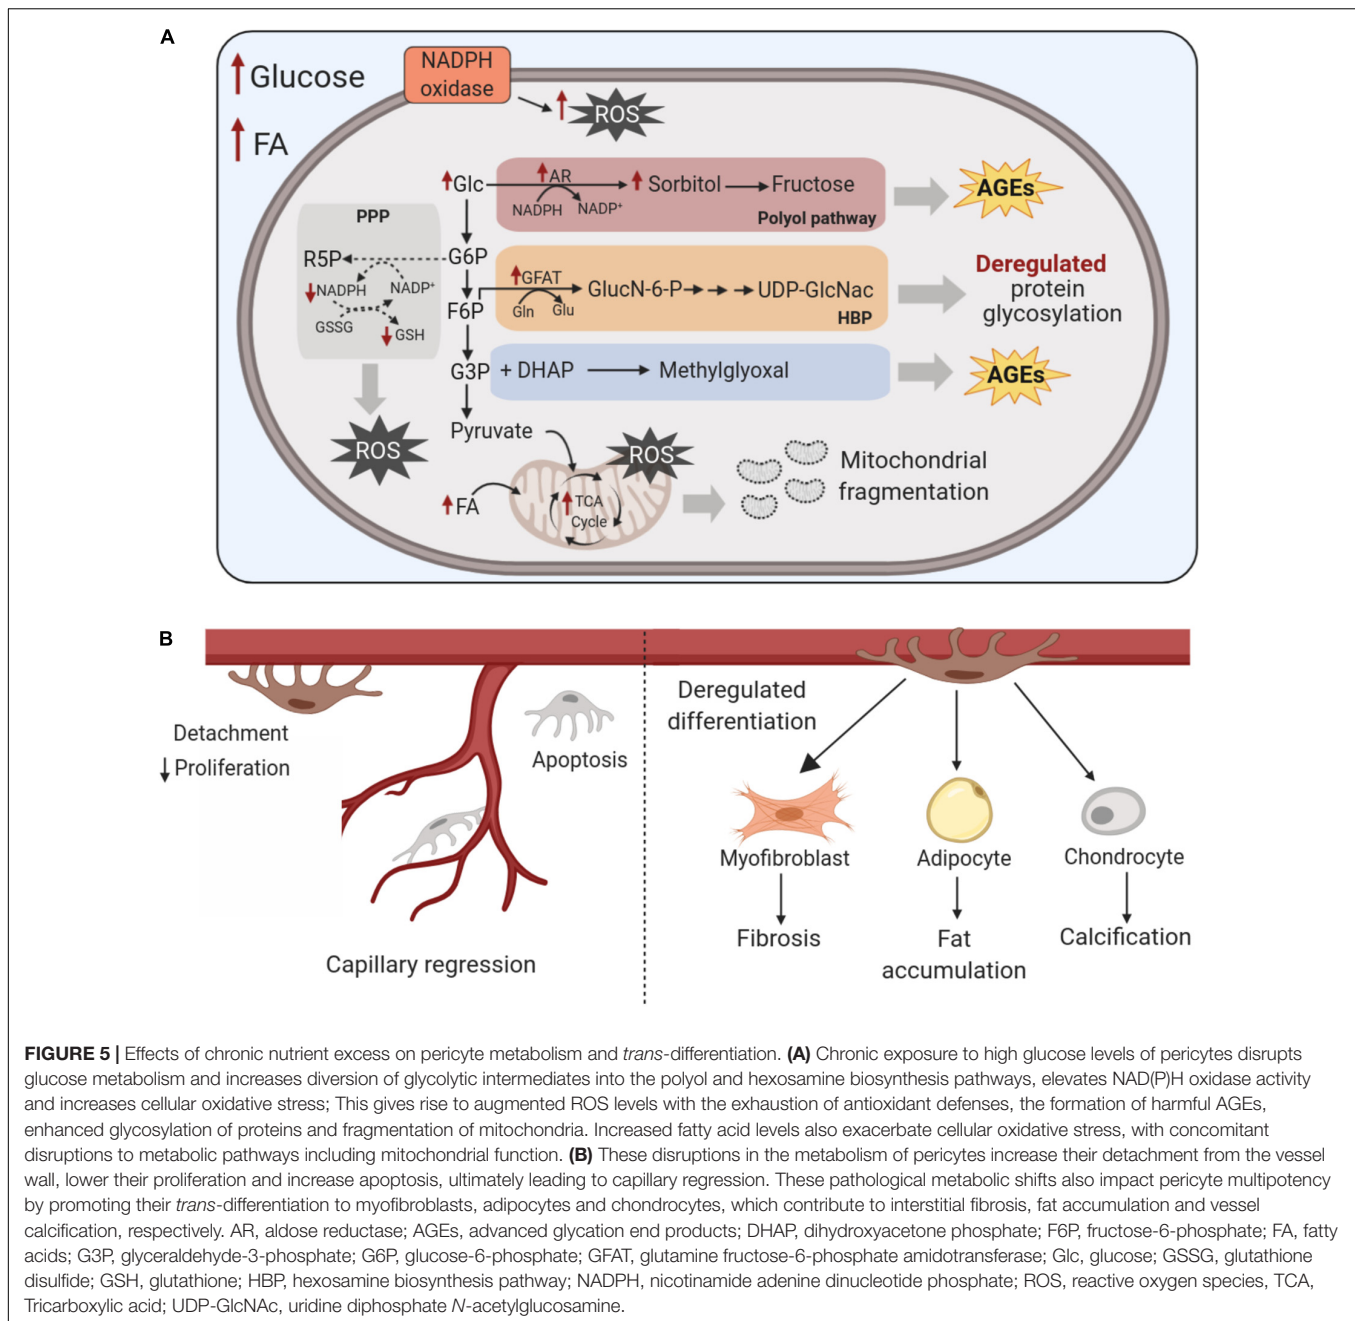 A
Glucose
FA
NADPH
oxidase
ROS
Glc
AR
NADPH
NADP+
Sorbitol
Fructose
Polyol pathway
AGEs
PPP
R5P
NADPH
NADP+
GSSG
GSH
ROS
G6P
F6P
GFAT
Gln
Glu
GlucN-6-P
UDP-GlcNac
HBP
Deregulated
protein
glycosylation
G3P
+ DHAP
Methylglyoxal
AGEs
Pyruvate
ROS
FA
TCA
Cycle
Mitochondrial
fragmentation
B
Detachment
↓ Proliferation
Apoptosis
Capillary regression
Deregulated
differentiation
Myofibroblast
Adipocyte
Chondrocyte
Fibrosis
Fat
accumulation
Calcification
FIGURE 5 | Effects of chronic nutrient excess on pericyte metabolism and trans-differentiation. (A) Chronic exposure to high glucose levels of pericytes disrupts
glucose metabolism and increases diversion of glycolytic intermediates into the polyol and hexosamine biosynthesis pathways, elevates NAD(P)H oxidase activity
and increases cellular oxidative stress; This gives rise to augmented ROS levels with the exhaustion of antioxidant defenses, the formation of harmful AGEs,
enhanced glycosylation of proteins and fragmentation of mitochondria. Increased fatty acid levels also exacerbate cellular oxidative stress, with concomitant
disruptions to metabolic pathways including mitochondrial function. (B) These disruptions in the metabolism of pericytes increase their detachment from the vessel
wall, lower their proliferation and increase apoptosis, ultimately leading to capillary regression. These pathological metabolic shifts also impact pericyte multipotency
by promoting their trans-differentiation to myofibroblasts, adipocytes and chondrocytes, which contribute to interstitial fibrosis, fat accumulation and vessel
calcification, respectively. AR, aldose reductase; AGEs, advanced glycation end products; DHAP, dihydroxyacetone phosphate; F6P, fructose-6-phosphate; FA, fatty
acids; G3P, glyceraldehyde-3-phosphate; G6P, glucose-6-phosphate; GFAT, glutamine fructose-6-phosphate amidotransferase; Glc, glucose; GSSG, glutathione
disulfide; GSH, glutathione; HBP, hexosamine biosynthesis pathway; NADPH, nicotinamide adenine dinucleotide phosphate; ROS, reactive oxygen species, TCA,
Tricarboxylic acid; UDP-GlcNAc, uridine diphosphate N-acetylglucosamine.